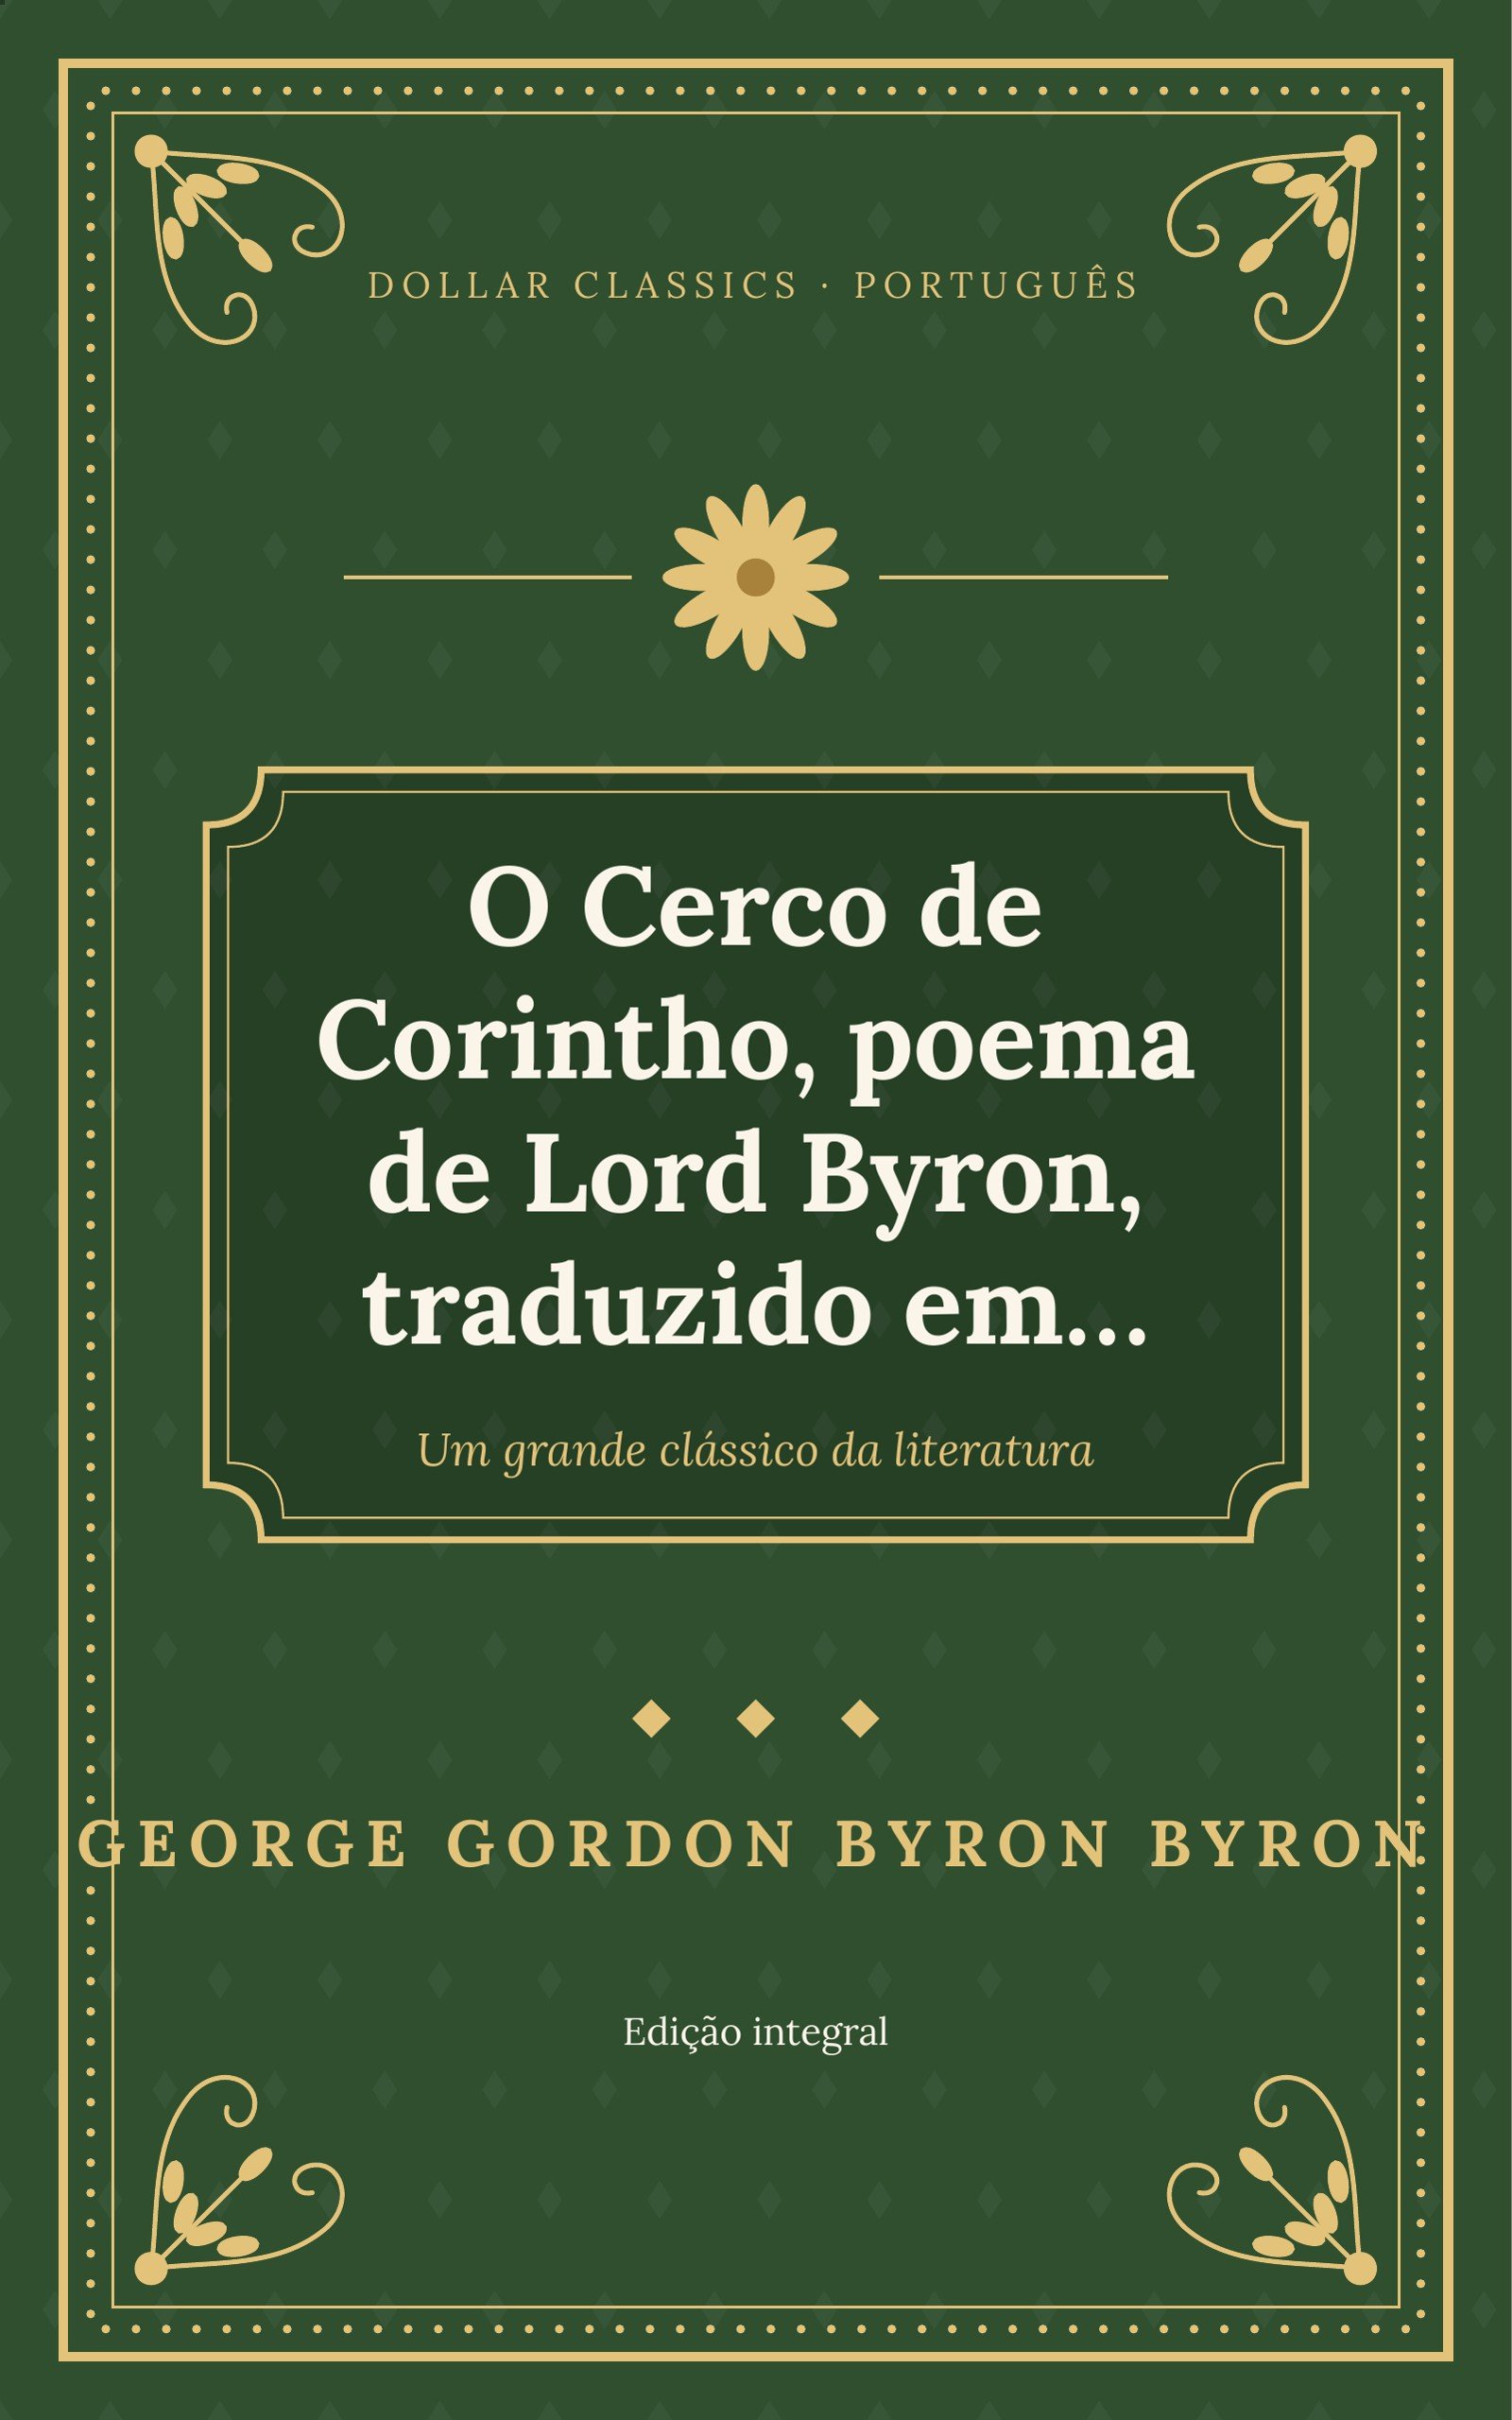 DOLLAR CLASSICS · PORTUGUÊS
O Cerco de
Corintho, poema
de Lord Byron,
traduzido em...
Um grande clássico da literatura
GEORGE GORDON BYRON BYRON
Edição integral